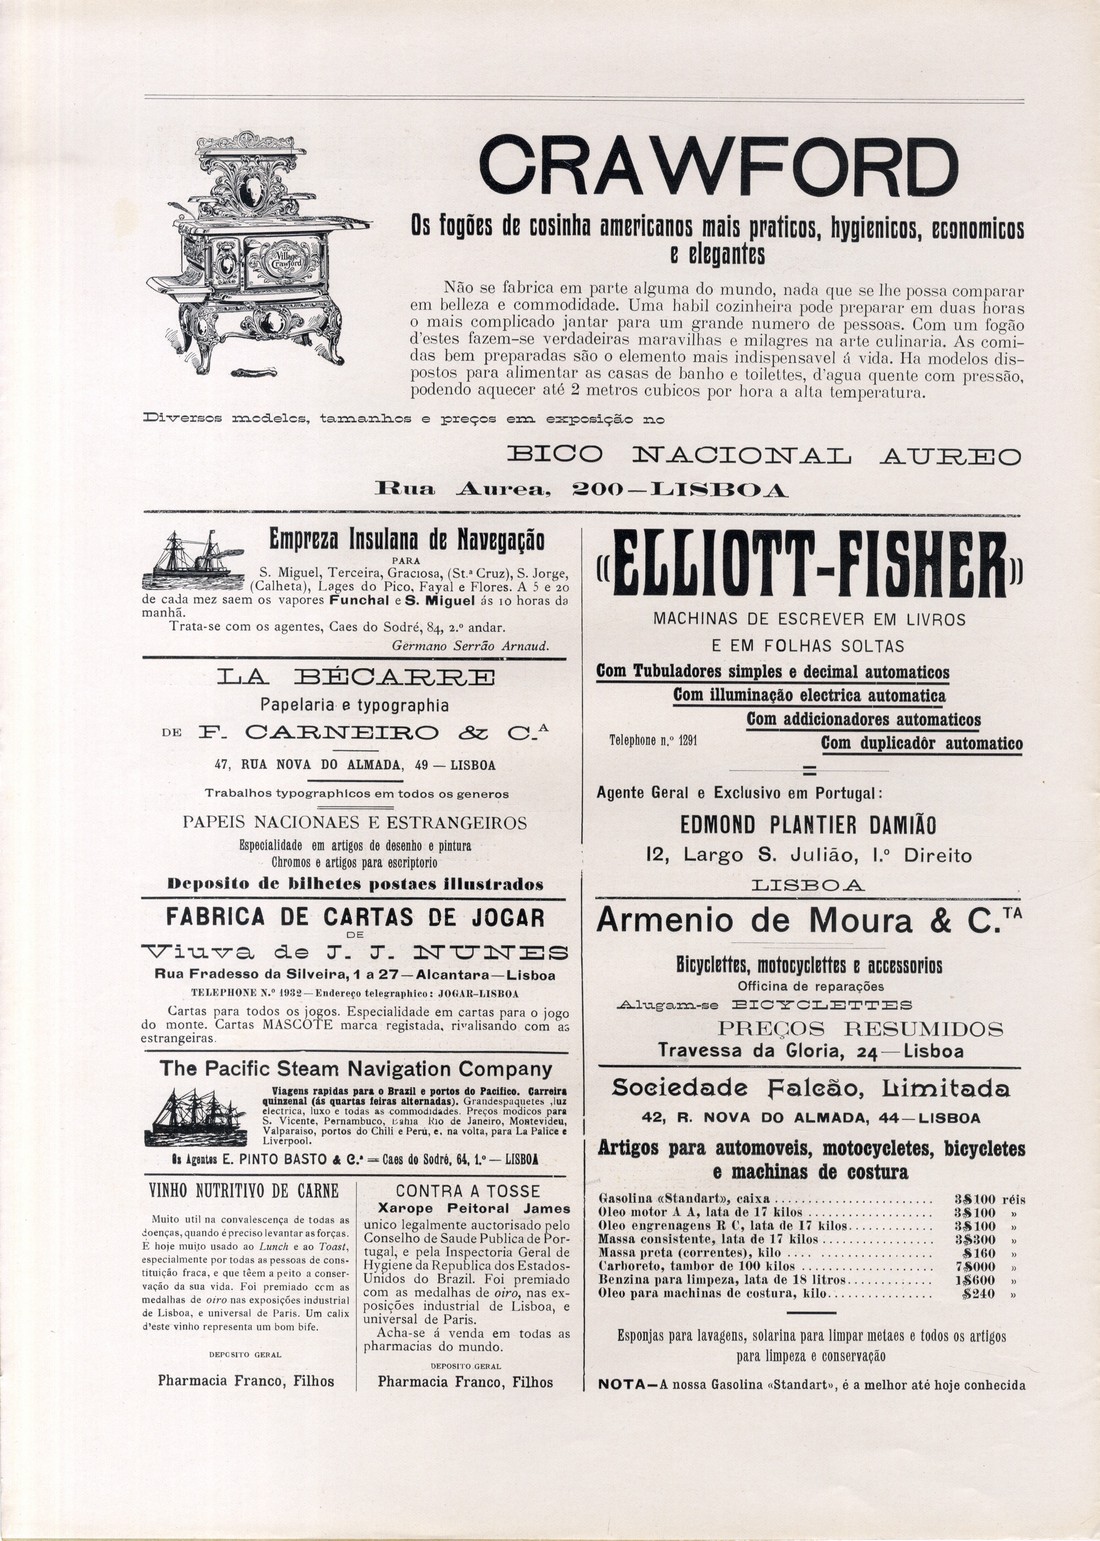 CRAWFORD
Os fogões de cosinha americanos mais praticos, hygienicos, economicos
e elegantes
Village
Crawford
Não se fabrica em parte alguma do mundo, nada que se lhe possa comparar
em belleza e commodidade. Uma habil cozinheira pode preparar em duas horas
o mais complicado jantar para um grande numero de pessoas. Com um fogão
d'estes fazem-se verdadeiras maravilhas e milagres na arte culinaria. As comi-
das bem preparadas são o elemento mais indispensavel á vida. Ha modelos dis-
postos para alimentar as casas de banho e toilettes, d'agua quente com pressão,
podendo aquecer até 2 metros cubicos por hora a alta temperatura.
Diversos modelos, tamanhos e preços em exposição no
BICO NACIONAL AUREO
Rua Aurea, 200—LISBOA
Empreza Insulana de Navegação
PARA
S. Miguel, Terceira, Graciosa, (St.ª Cruz), S. Jorge,
(Calheta), Lages do Pico, Fayal e Flores. A 5 e 20
de cada mez saem os vapores Funchal e S. Miguel ás 10 horas da
manhã.
Trata-se com os agentes, Caes do Sodré, 84, 2.º andar.
Germano Serrão Arnaud.
LA BÉCARRE
Papelaria e typographia
DE F. CARNEIRO & C.A
47, RUA NOVA DO ALMADA, 49 — LISBOA
Trabalhos typographicos em todos os generos
PAPEIS NACIONAES E ESTRANGEIROS
Especialidade em artigos de desenho e pintura
Chromos e artigos para escriptorio
Deposito de bilhetes postaes illustrados
FABRICA DE CARTAS DE JOGAR
DE
Viuva de J. J. NUNES
Rua Fradesso da Silveira, 1 a 27—Alcantara—Lisboa
TELEPHONE N.º 1932—Endereço telegraphico: JOGAR-LISBOA
Cartas para todos os jogos. Especialidade em cartas para o jogo
do monte. Cartas MASCOTE marca registada, rivalisando com as
estrangeiras.
The Pacific Steam Navigation Company
Viagens rapidas para o Brazil e portos do Pacifico. Carreira
quinzenal (ás quartas feiras alternadas). Grandes paquetes, luz
electrica, luxo e todas as commodidades. Preços modicos para
S. Vicente, Pernambuco, Bahia Rio de Janeiro, Montevideu,
Valparaiso, portos do Chili e Perú, e, na volta, para La Palice e
Liverpool.
Os Agentes E. PINTO BASTO & C.ª = Caes do Sodré, 64, 1.º — LISBOA
VINHO NUTRITIVO DE CARNE
Muito util na convalescença de todas as
doenças, quando é preciso levantar as forças.
E hoje muito usado ao Lunch e ao Toast,
especialmente por todas as pessoas de cons-
tituição fraca, e que têem a peito a conser-
vação da sua vida. Foi premiado com as
medalhas de oiro nas exposições industrial
de Lisboa, e universal de Paris. Um calix
d'este vinho representa um bom bife.
DEPOSITO GERAL
Pharmacia Franco, Filhos
CONTRA A TOSSE
Xarope Peitoral James
unico legalmente auctorisado pelo
Conselho de Saude Publica de Por-
tugal, e pela Inspectoria Geral de
Hygiene da Republica dos Estados-
Unidos do Brazil. Foi premiado
com as medalhas de oiro, nas ex-
posições industrial de Lisboa, e
universal de Paris.
Acha-se á venda em todas as
pharmacias do mundo.
DEPOSITO GERAL
Pharmacia Franco, Filhos
«ELLIOTT-FISHER»
MACHINAS DE ESCREVER EM LIVROS
E EM FOLHAS SOLTAS
Com Tubuladores simples e decimal automaticos
Com illuminação electrica automatica
Com addicionadores automaticos
Telephone n.º 1291
Com duplicadôr automatico
Agente Geral e Exclusivo em Portugal:
EDMOND PLANTIER DAMIÃO
12, Largo S. Julião, 1.º Direito
LISBOA
Armenio de Moura & C.TA
Bicyclettes, motocyclettes e accessorios
Officina de reparações
Alugam-se BICYCLETTES
PREÇOS RESUMIDOS
Travessa da Gloria, 24—Lisboa
Sociedade Falcão, Limitada
42, R. NOVA DO ALMADA, 44—LISBOA
Artigos para automoveis, motocycletes, bicycletes
e machinas de costura
Gasolina «Standart», caixa ........................ 3$100 réis
Oleo motor A A, lata de 17 kilos ................... 3$100 »
Oleo engrenagens R C, lata de 17 kilos............. 3$100 »
Massa consistente, lata de 17 kilos ................. 3$300 »
Massa preta (correntes), kilo .... .................. $160 »
Carboreto, tambor de 100 kilos ..................... 7$000 »
Benzina para limpeza, lata de 18 litros............. 1$600 »
Oleo para machinas de costura, kilo................ $240 »
Esponjas para lavagens, solarina para limpar metaes e todos os artigos
para limpeza e conservação
NOTA—A nossa Gasolina «Standart», é a melhor até hoje conhecida